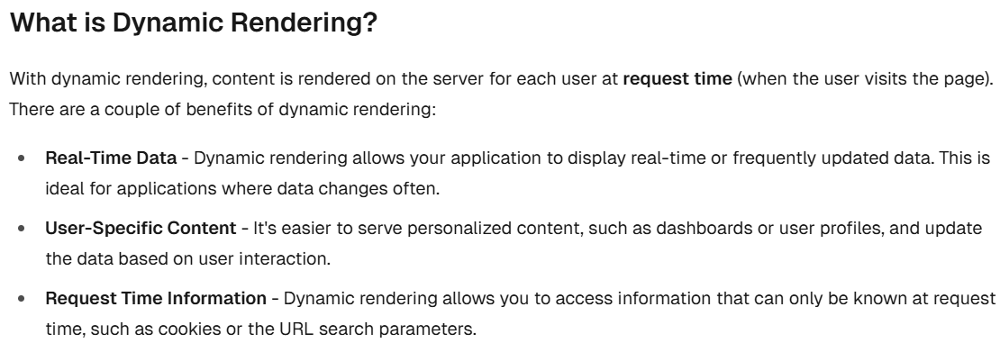 What is Dynamic Rendering?
With dynamic rendering, content is rendered on the server for each user at request time (when the user visits the page).
There are a couple of benefits of dynamic rendering:
• Real-Time Data - Dynamic rendering allows your application to display real-time or frequently updated data. This is
ideal for applications where data changes often.
• User-Specific Content - It's easier to serve personalized content, such as dashboards or user profiles, and update
the data based on user interaction.
• Request Time Information - Dynamic rendering allows you to access information that can only be known at request
time, such as cookies or the URL search parameters.